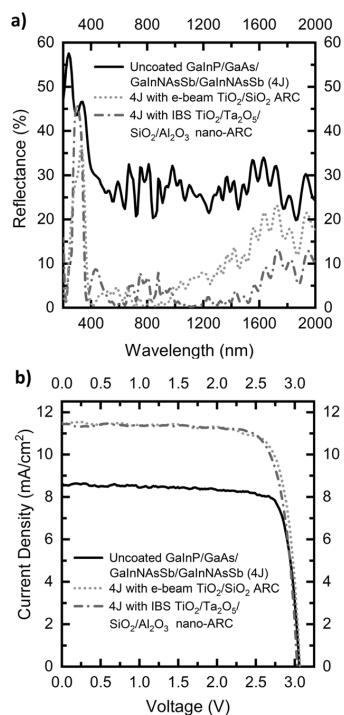 a)
400 800 1200 1600 2000
60 60
50 50
40 40
30 30
20 20
10 10
0 0
Reflectance (%)
Uncoated GaInP/GaAs/
GaInNAsSb/GaInNAsSb (4J)
4J with e-beam TiO₂/SiO₂ ARC
4J with IBS TiO₂/Ta₂O₅/
SiO₂/Al₂O₃ nano-ARC
400 800 1200 1600 2000
Wavelength (nm)
b)
0.0 0.5 1.0 1.5 2.0 2.5 3.0
12 12
10 10
8 8
6 6
4 4
2 2
0 0
Current Density (mA/cm²)
Uncoated GaInP/GaAs/
GaInNAsSb/GaInNAsSb (4J)
4J with e-beam TiO₂/SiO₂ ARC
4J with IBS TiO₂/Ta₂O₅/
SiO₂/Al₂O₃ nano-ARC
0.0 0.5 1.0 1.5 2.0 2.5 3.0
Voltage (V)